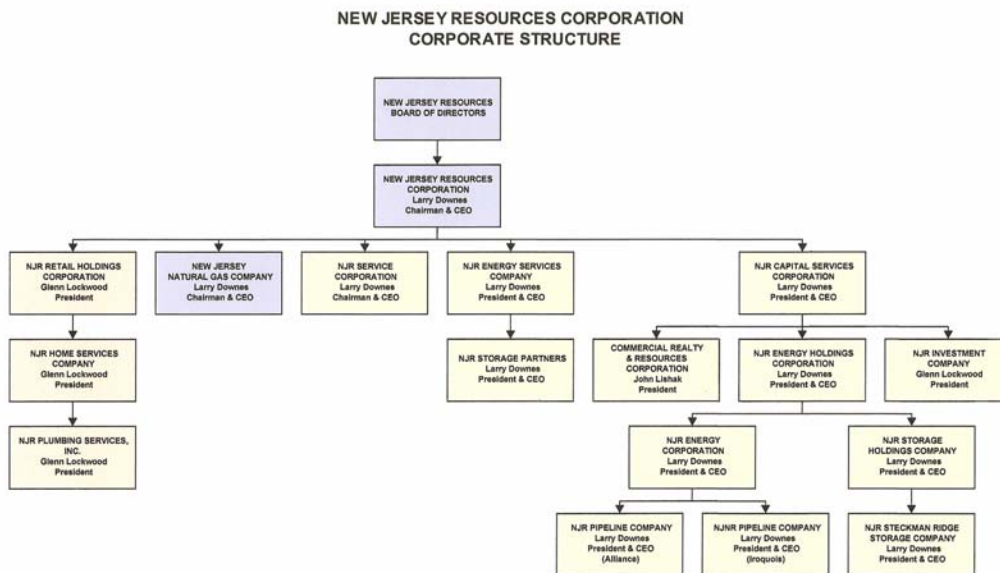 NEW JERSEY RESOURCES CORPORATION
CORPORATE STRUCTURE
NEW JERSEY RESOURCES
BOARD OF DIRECTORS
NEW JERSEY RESOURCES
CORPORATION
Larry Downes
Chairman & CEO
NJR RETAIL HOLDINGS
CORPORATION
Glenn Lockwood
President
NEW JERSEY
NATURAL GAS COMPANY
Larry Downes
Chairman & CEO
NJR SERVICE
CORPORATION
Larry Downes
Chairman & CEO
NJR ENERGY SERVICES
COMPANY
Larry Downes
President & CEO
NJR CAPITAL SERVICES
CORPORATION
Larry Downes
President & CEO
NJR HOME SERVICES
COMPANY
Glenn Lockwood
President
NJR STORAGE PARTNERS
Larry Downes
President & CEO
COMMERCIAL REALTY
& RESOURCES
CORPORATION
John Lishak
President
NJR ENERGY HOLDINGS
CORPORATION
Larry Downes
President & CEO
NJR INVESTMENT
COMPANY
Glenn Lockwood
President
NJR PLUMBING SERVICES,
INC.
Glenn Lockwood
President
NJR ENERGY
CORPORATION
Larry Downes
President & CEO
NJR STORAGE
HOLDINGS COMPANY
Larry Downes
President & CEO
NJR PIPELINE COMPANY
Larry Downes
President & CEO
(Alliance)
NJNR PIPELINE COMPANY
Larry Downes
President & CEO
(Iroquois)
NJR STECKMAN RIDGE
STORAGE COMPANY
Larry Downes
President & CEO